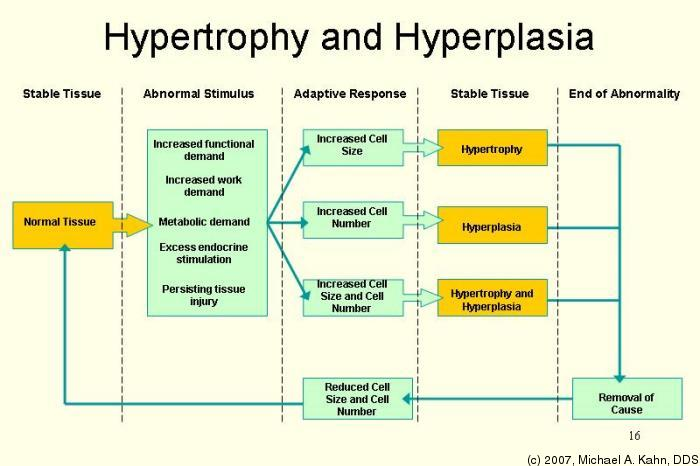 Hypertrophy and Hyperplasia
Stable Tissue
Abnormal Stimulus
Adaptive Response
Stable Tissue
End of Abnormality
Normal Tissue
Increased functional
demand
Increased work
demand
Metabolic demand
Excess endocrine
stimulation
Persisting tissue
injury
Increased Cell
Size
Increased Cell
Number
Increased Cell
Size and Cell
Number
Hypertrophy
Hyperplasia
Hypertrophy and
Hyperplasia
Reduced Cell
Size and Cell
Number
Removal of
Cause
16
(c) 2007, Michael A. Kahn, DDS